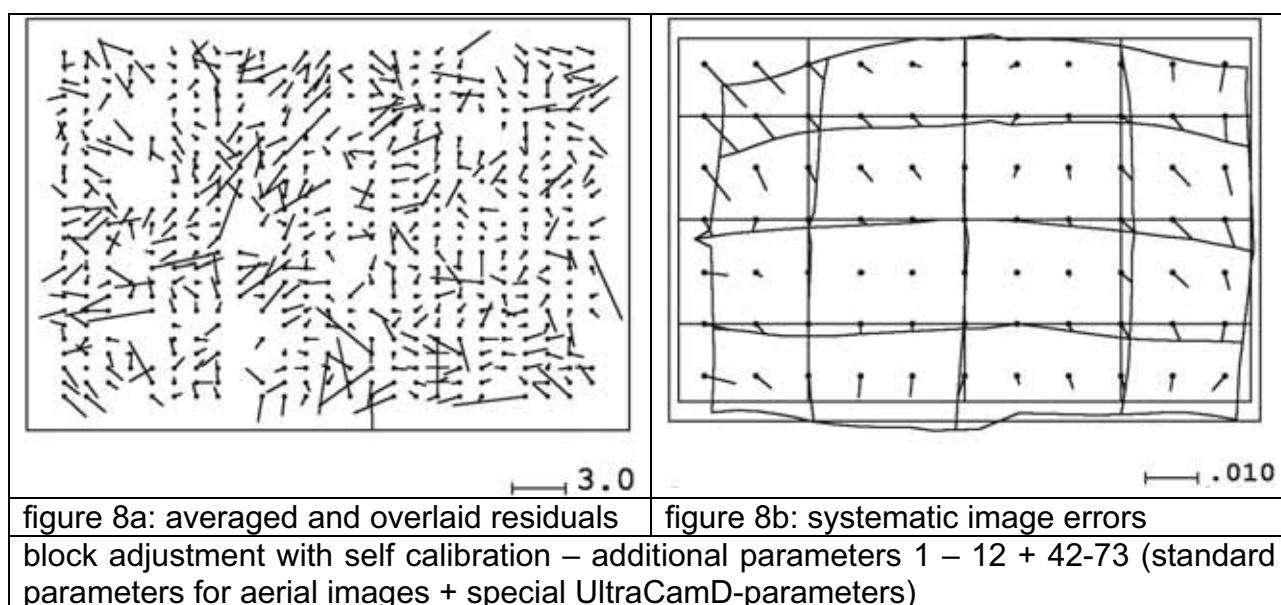 3.0
.010
figure 8a: averaged and overlaid residuals
figure 8b: systematic image errors
block adjustment with self calibration – additional parameters 1 – 12 + 42-73 (standard
parameters for aerial images + special UltraCamD-parameters)